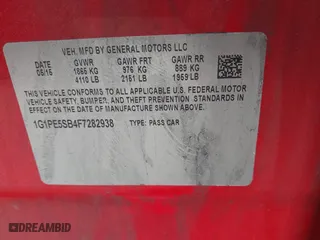 VEH. MFD BY GENERAL MOTORS LLC
DATE GVWR GAWR FRT GAWR RR
05/15 1865 KG 976 KG 889 KG
4110 LB 2151 LB 1959 LB
THIS VEHICLE CONFORMS TO ALL APPLICABLE U.S. FEDERAL MOTOR
VEHICLE SAFETY, BUMPER, AND THEFT PREVENTION STANDARDS IN
EFFECT ON THE DATE OF MANUFACTURE SHOWN ABOVE.
1G1PE5SB4F7282938 TYPE: PASS CAR
DREAMBID